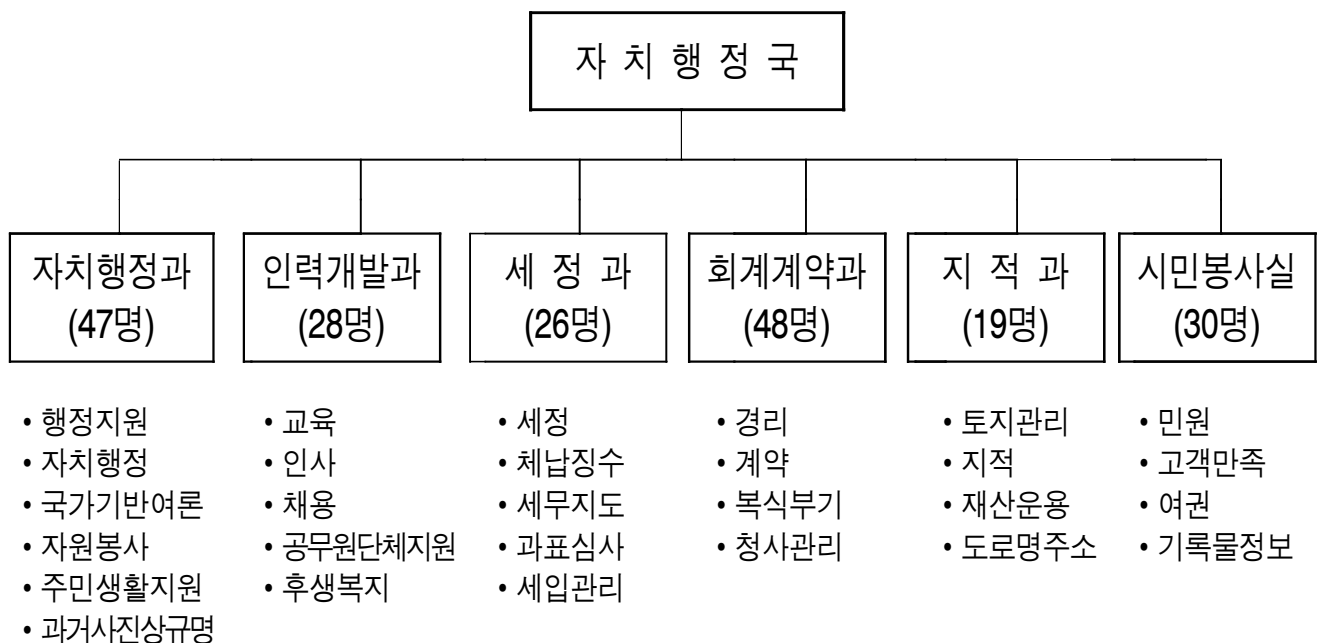 자 치 행 정 국
자치행정과
(47명)
인력개발과
(28명)
세 정 과
(26명)
회계계약과
(48명)
지 적 과
(19명)
시민봉사실
(30명)
• 행정지원
• 자치행정
• 국가기반여론
• 자원봉사
• 주민생활지원
• 과거사진상규명
• 교육
• 인사
• 채용
• 공무원단체지원
• 후생복지
• 세정
• 체납징수
• 세무지도
• 과표심사
• 세입관리
• 경리
• 계약
• 복식부기
• 청사관리
• 토지관리
• 지적
• 재산운용
• 도로명주소
• 민원
• 고객만족
• 여권
• 기록물정보